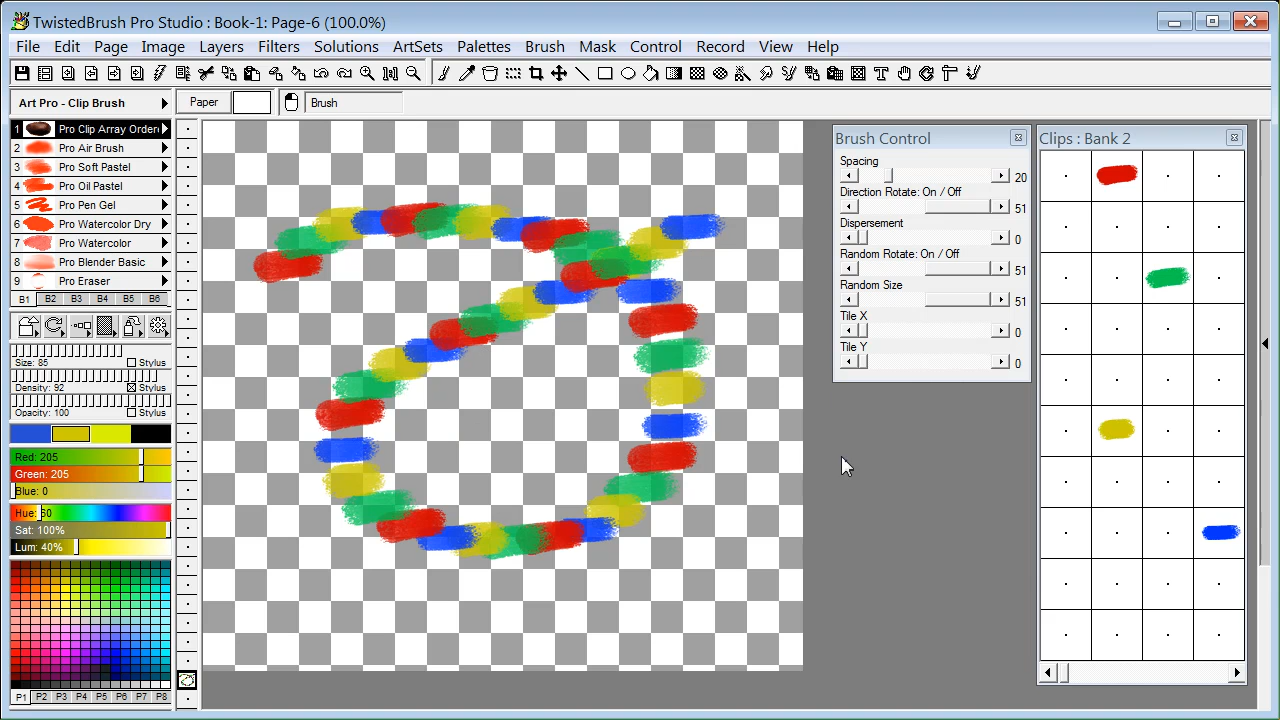 TwistedBrush Pro Studio : Book-1: Page-6 (100.0%)
File Edit Page Image Layers Filters Solutions ArtSets Palettes Brush Mask Control Record View Help
Art Pro - Clip Brush
Paper
Brush
1 Pro Clip Array Ordere
2 Pro Air Brush
3 Pro Soft Pastel
4 Pro Oil Pastel
5 Pro Pen Gel
6 Pro Watercolor Dry
7 Pro Watercolor
8 Pro Blender Basic
9 Pro Eraser
B1 B2 B3 B4 B5 B6
Size: 85 Stylus
Density: 92 Stylus
Opacity: 100 Stylus
Red: 205
Green: 205
Blue: 0
Hue: 60
Sat: 100%
Lum: 40%
P1 P2 P3 P4 P5 P6 P7 P8
Brush Control
Spacing
20
Direction Rotate: On / Off
51
Dispersement
0
Random Rotate: On / Off
51
Random Size
51
Tile X
0
Tile Y
0
Clips : Bank 2